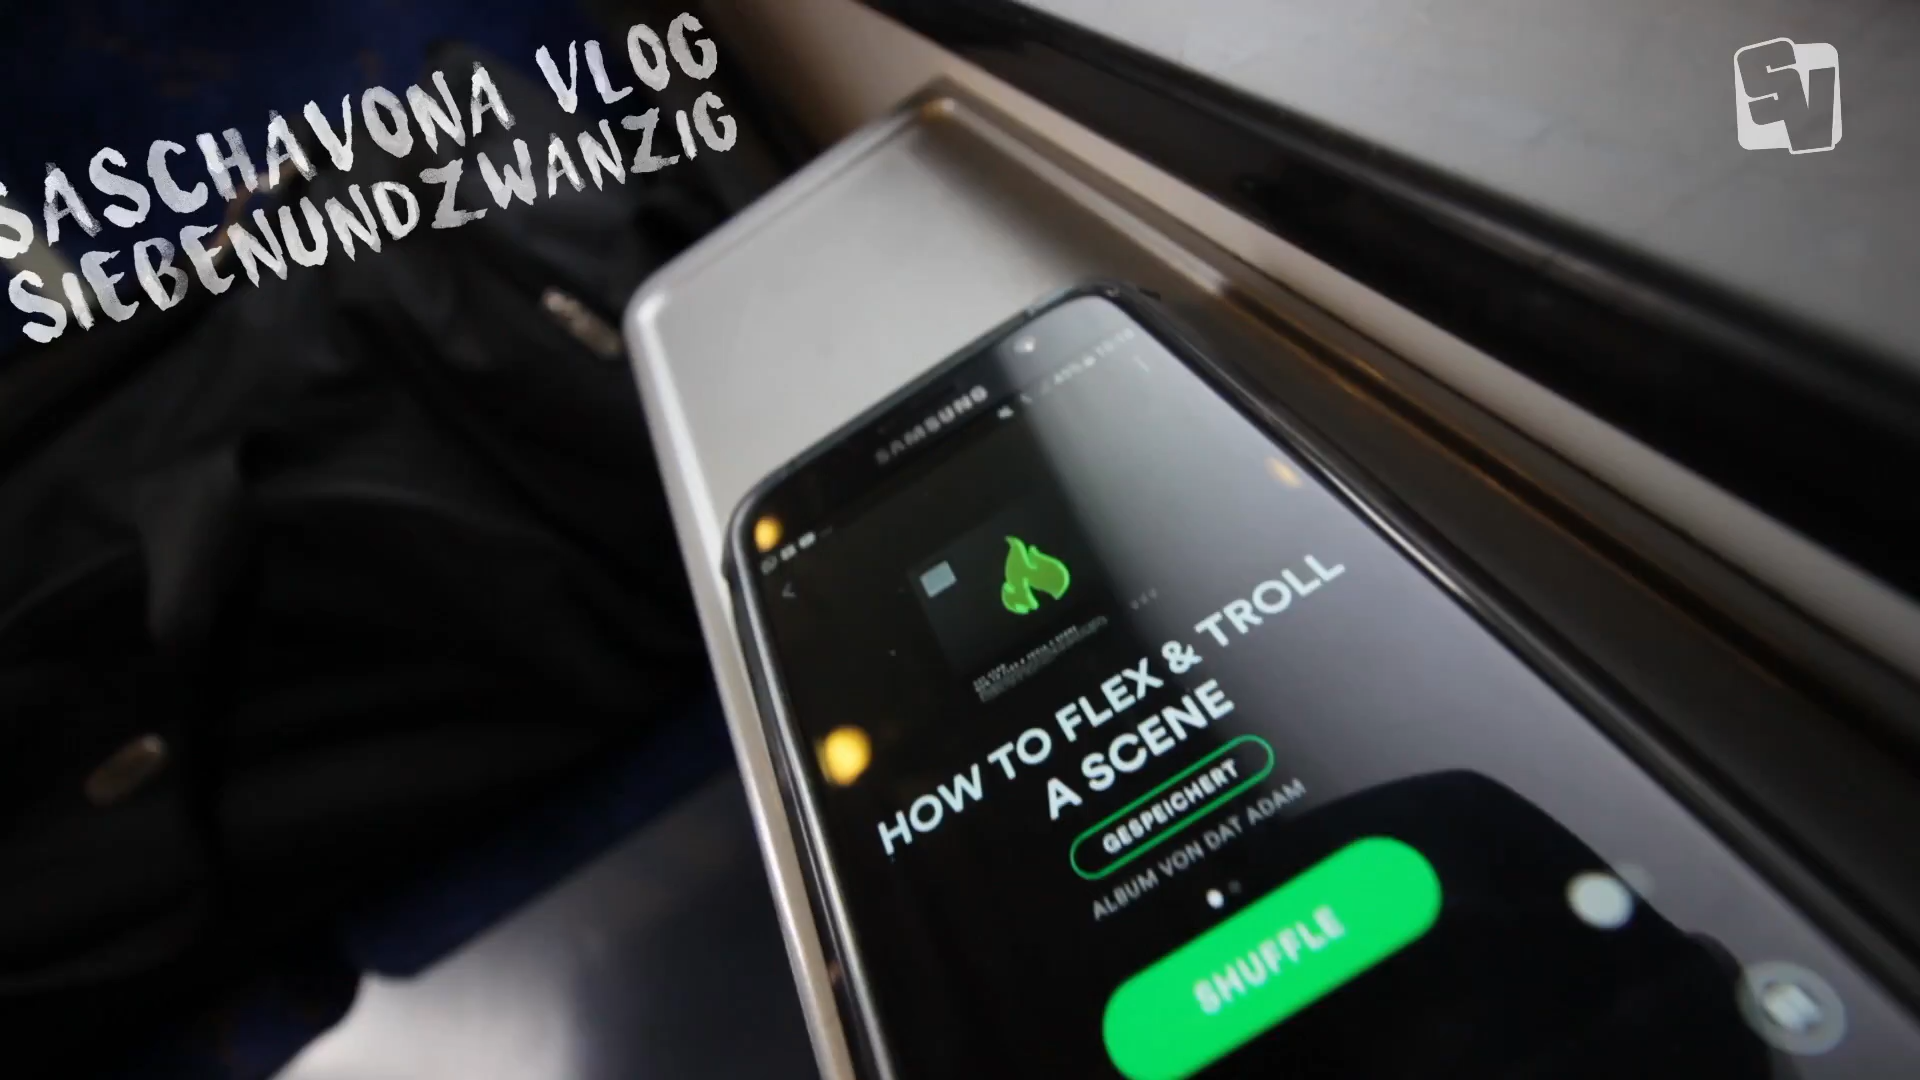 SASCHAVONA VLOG
SIEBENUNDZWANZIG
SV
SAMSUNG
HOW TO FLEX & TROLL
A SCENE
GESPEICHERT
ALBUM VON DAT ADAM
SHUFFLE